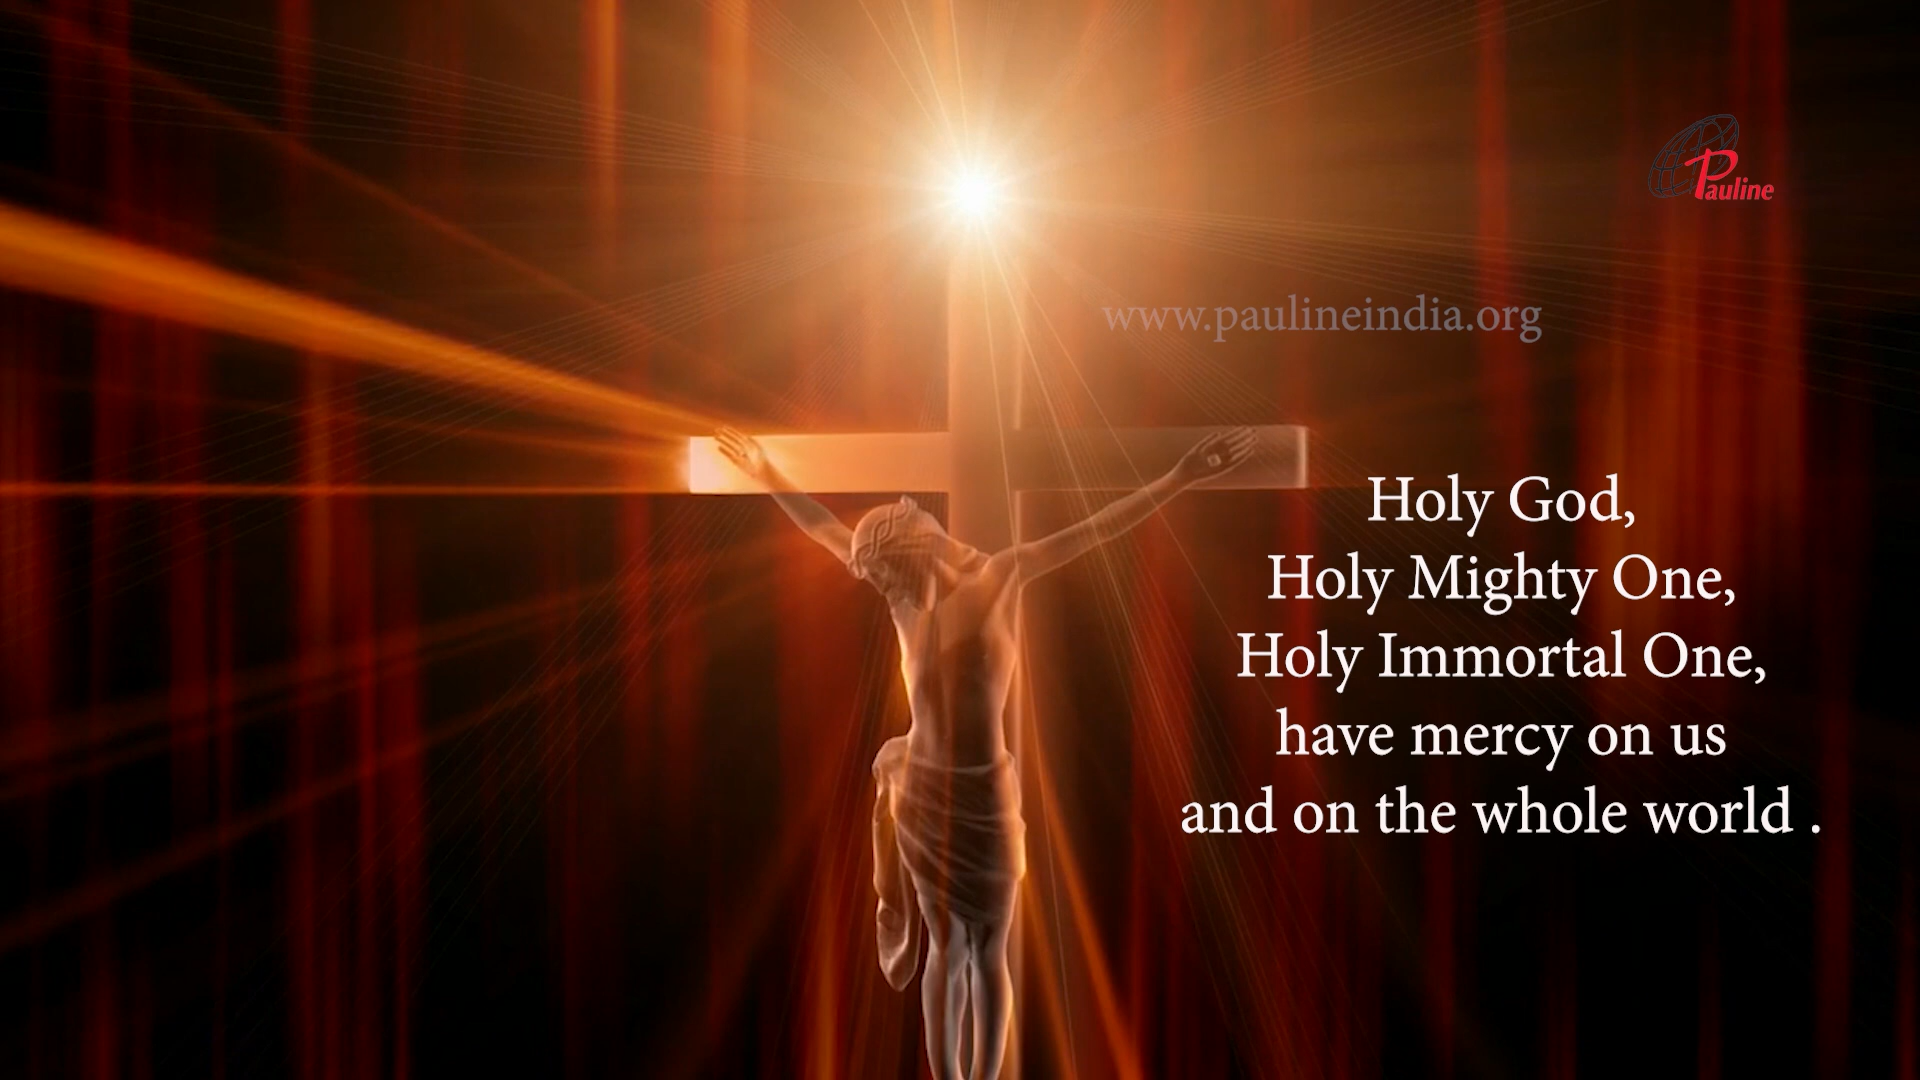 Pauline
www.paulineindia.org
Holy God,
Holy Mighty One,
Holy Immortal One,
have mercy on us
and on the whole world .